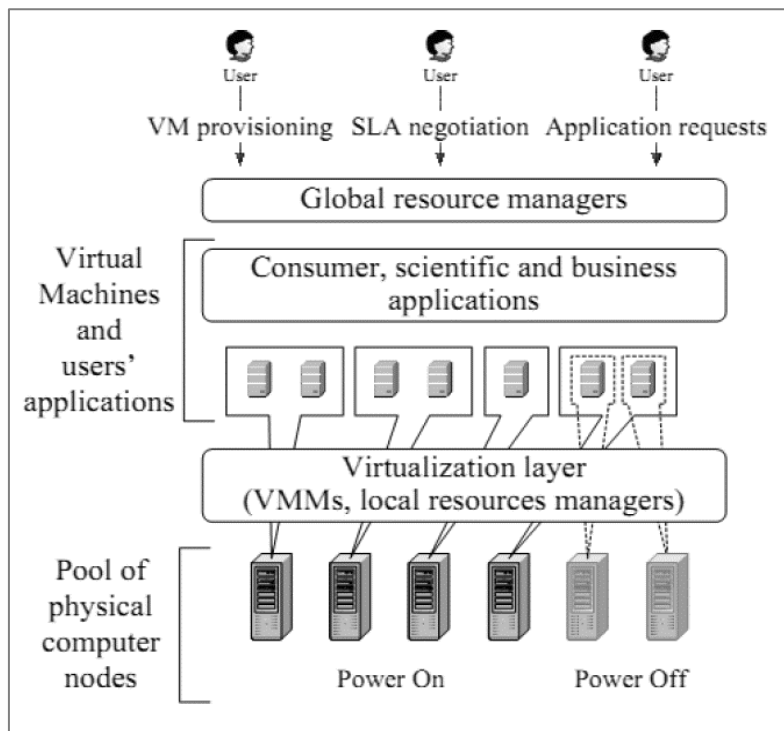 User
User
User
VM provisioning
SLA negotiation
Application requests
Global resource managers
Virtual
Machines
and
users’
applications
Consumer, scientific and business
applications
Virtualization layer
(VMMs, local resources managers)
Pool of
physical
computer
nodes
Power On
Power Off